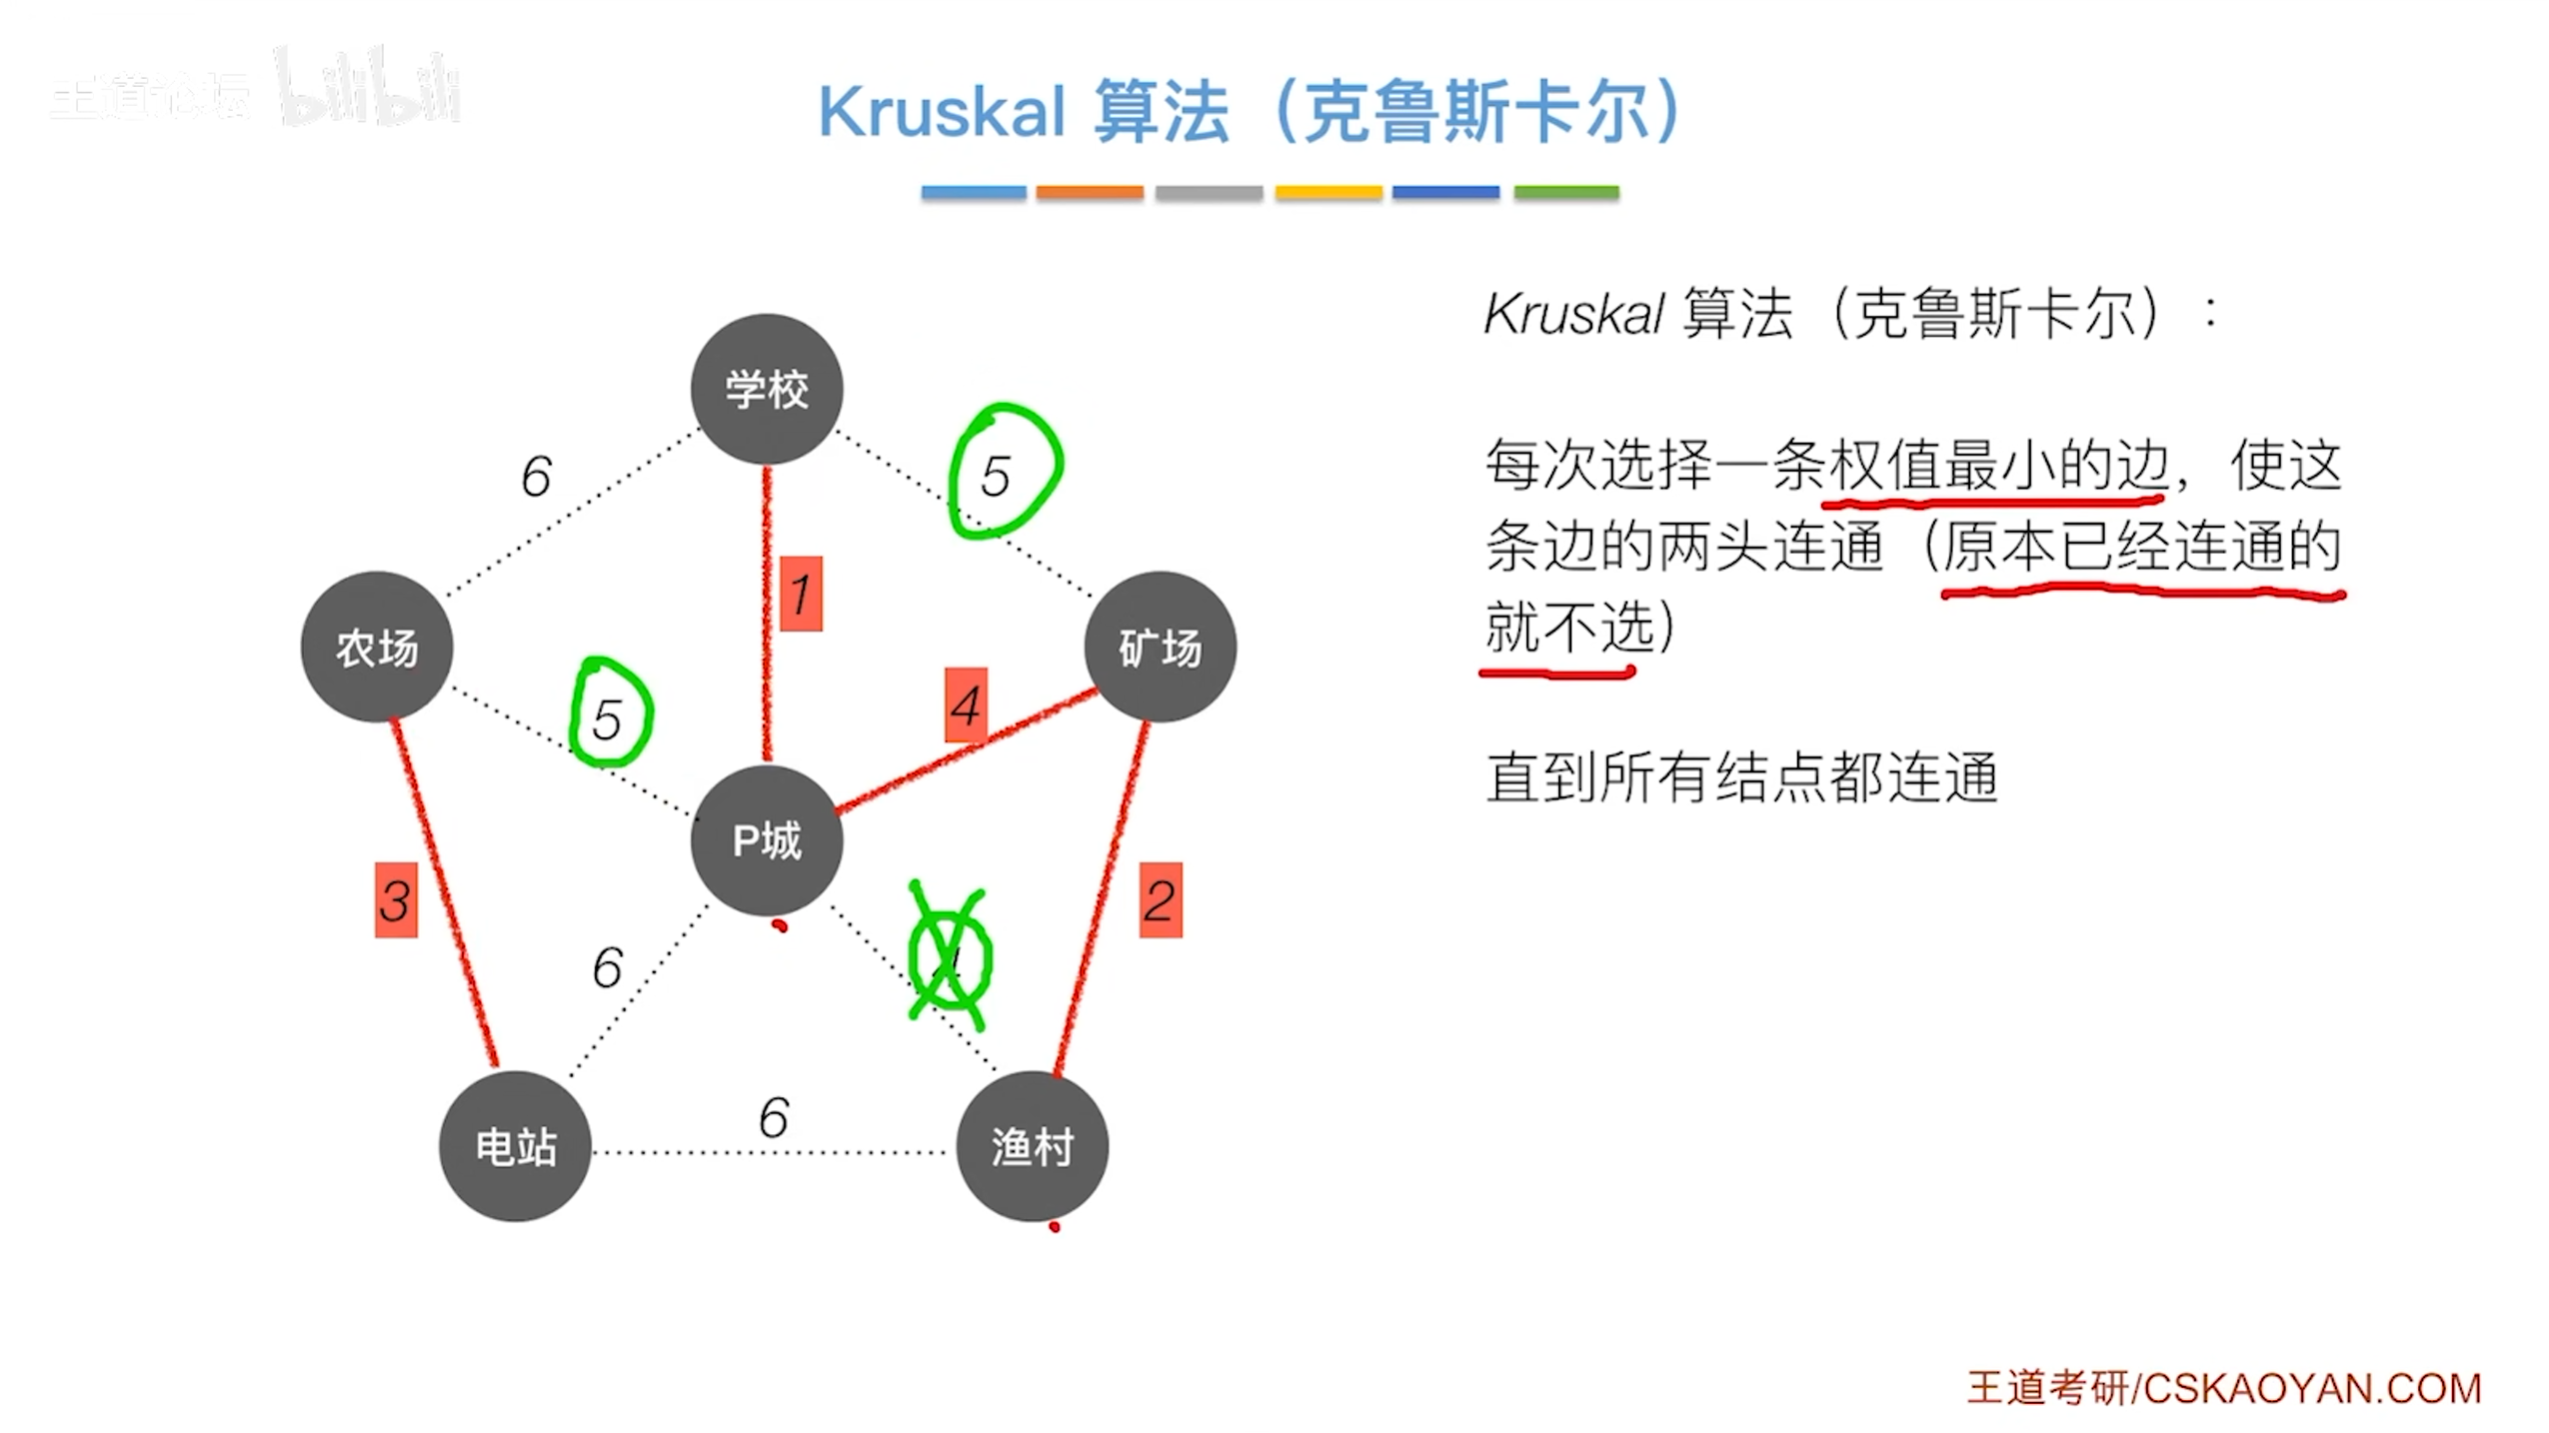 王道论坛 bilibili
Kruskal 算法（克鲁斯卡尔）
Kruskal 算法（克鲁斯卡尔）：
每次选择一条权值最小的边，使这
条边的两头连通（原本已经连通的
就不选）
直到所有结点都连通
学校
6
5
1
农场
矿场
5
4
P城
3
2
6
4
6
电站
渔村
王道考研/CSKAOYAN.COM